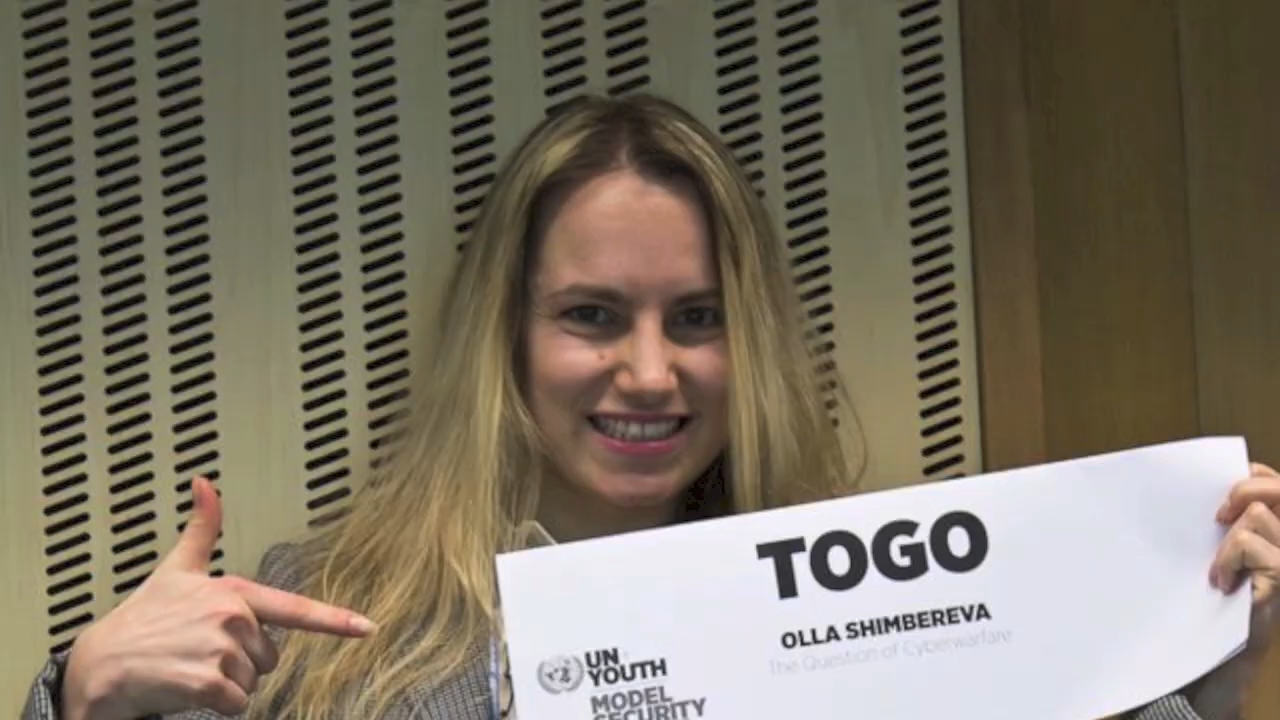 TOGO
OLLA SHIMBEREVA
The Question of Cyberwarfare
UN
YOUTH
MODEL
SECURITY